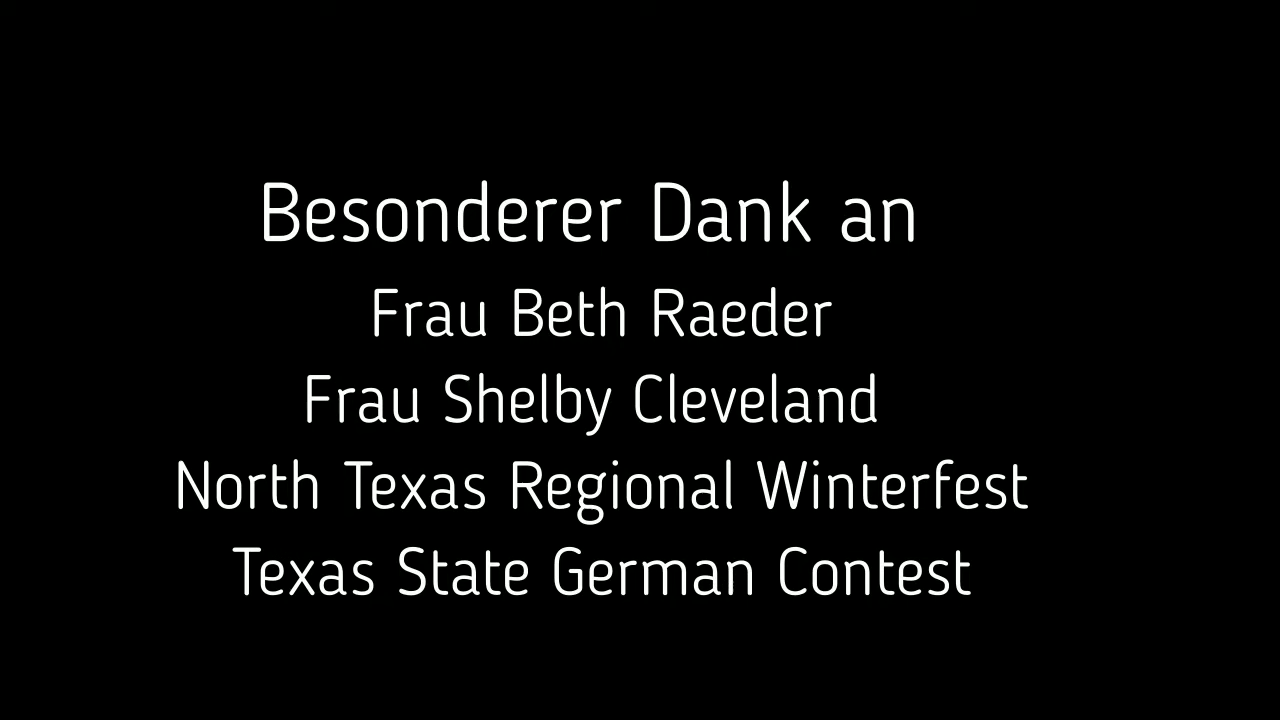 Besonderer Dank an
Frau Beth Raeder
Frau Shelby Cleveland
North Texas Regional Winterfest
Texas State German Contest